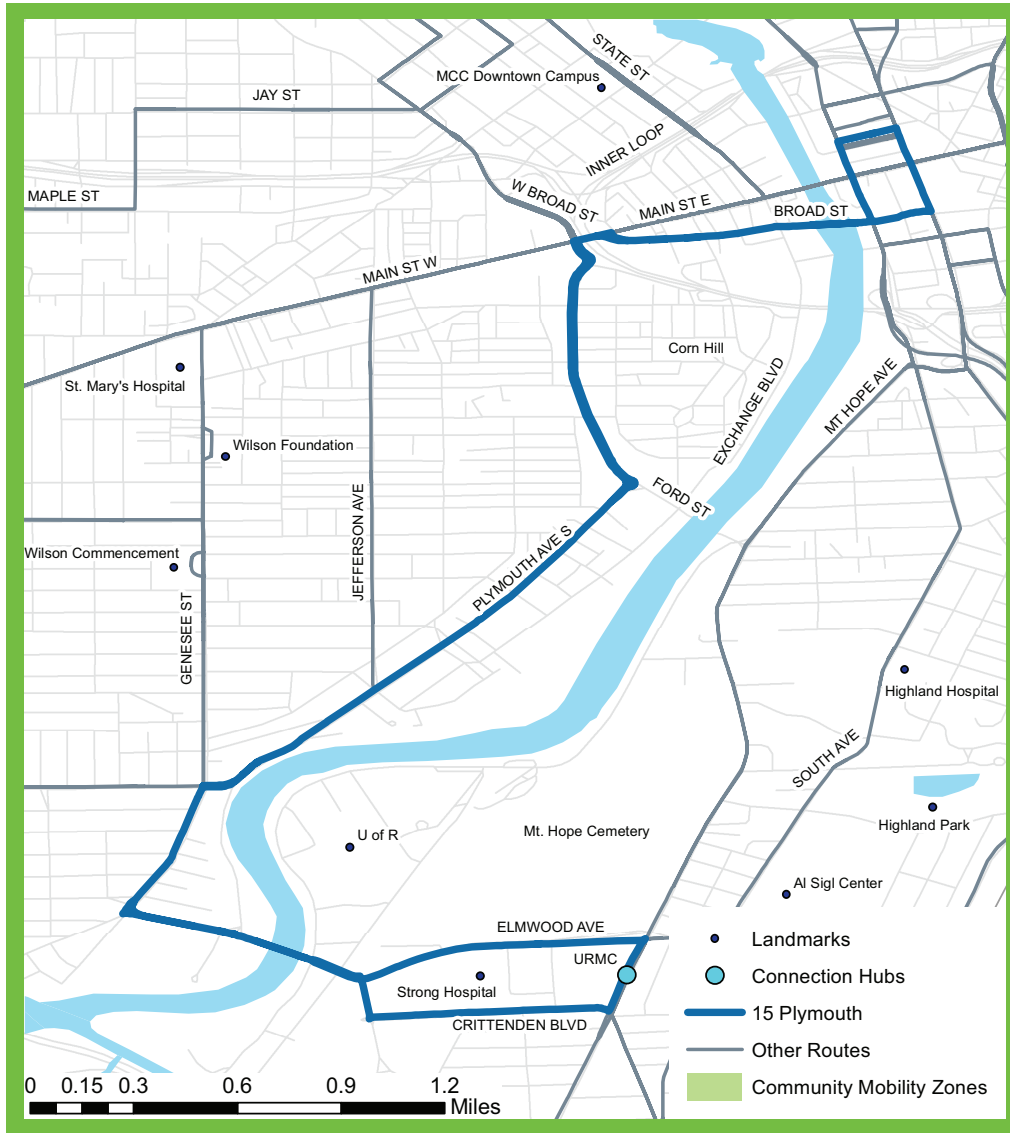 STATE ST
MCC Downtown Campus
JAY ST
INNER LOOP
MAPLE ST
W BROAD ST
MAIN ST E
BROAD ST
MAIN ST W
Corn Hill
St. Mary's Hospital
EXCHANGE BLVD
MT HOPE AVE
Wilson Foundation
FORD ST
JEFFERSON AVE
Wilson Commencement
PLYMOUTH AVE S
GENESEE ST
Highland Hospital
SOUTH AVE
U of R
Mt. Hope Cemetery
Highland Park
Al Sigl Center
ELMWOOD AVE
URMC
Strong Hospital
CRITTENDEN BLVD
Landmarks
Connection Hubs
15 Plymouth
Other Routes
Community Mobility Zones
0 0.15 0.3 0.6 0.9 1.2
Miles